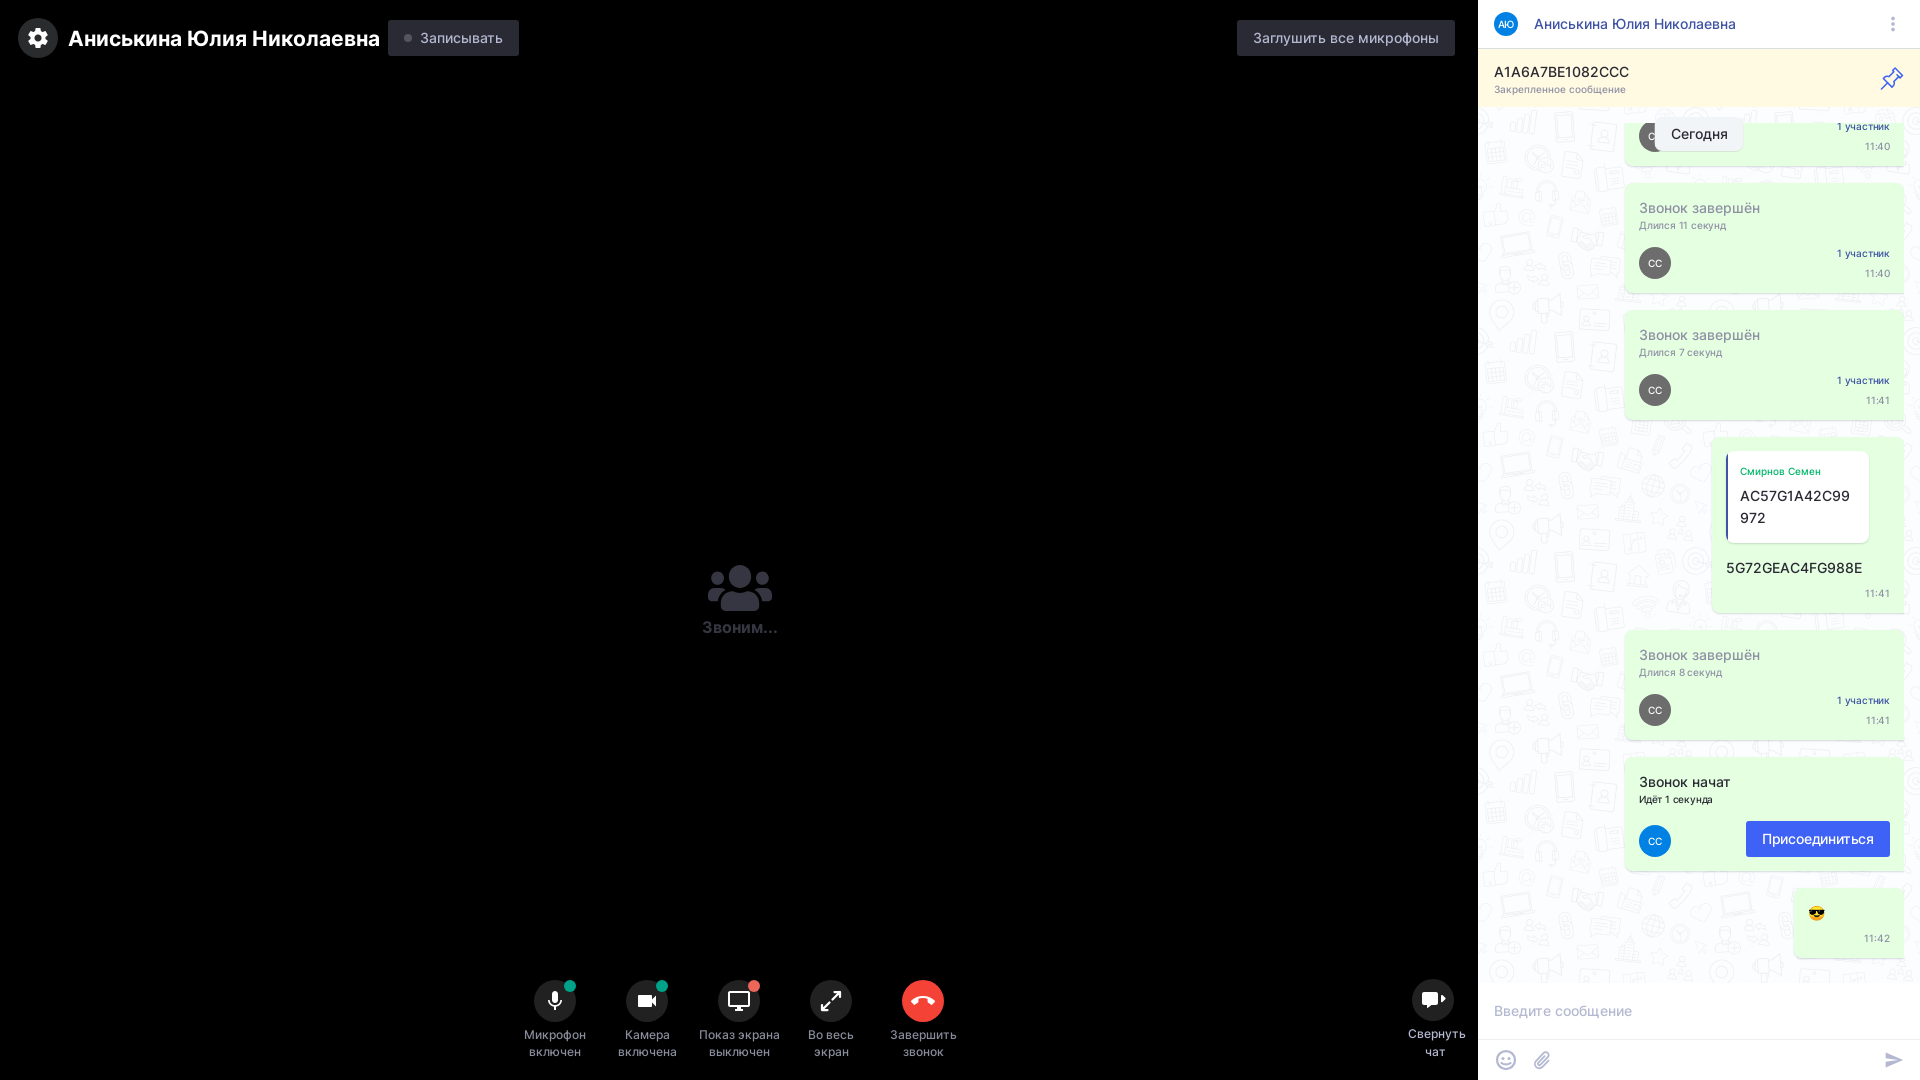 Аниськина Юлия Николаевна
Записывать
Заглушить все микрофоны
Звоним...
Микрофон
включен
Камера
включена
Показ экрана
выключен
Во весь
экран
Завершить
звонок
Свернуть
чат
АЮ
Аниськина Юлия Николаевна
A1A6A7BE1082CCC
Закрепленное сообщение
Сегодня
1 участник
11:40
Звонок завершён
Длился 11 секунд
СС
1 участник
11:40
Звонок завершён
Длился 7 секунд
СС
1 участник
11:41
Смирнов Семен
AC57G1A42C99
972
5G72GEAC4FG988E
11:41
Звонок завершён
Длился 8 секунд
СС
1 участник
11:41
Звонок начат
Идёт 1 секунда
СС
Присоединиться
11:42
Введите сообщение